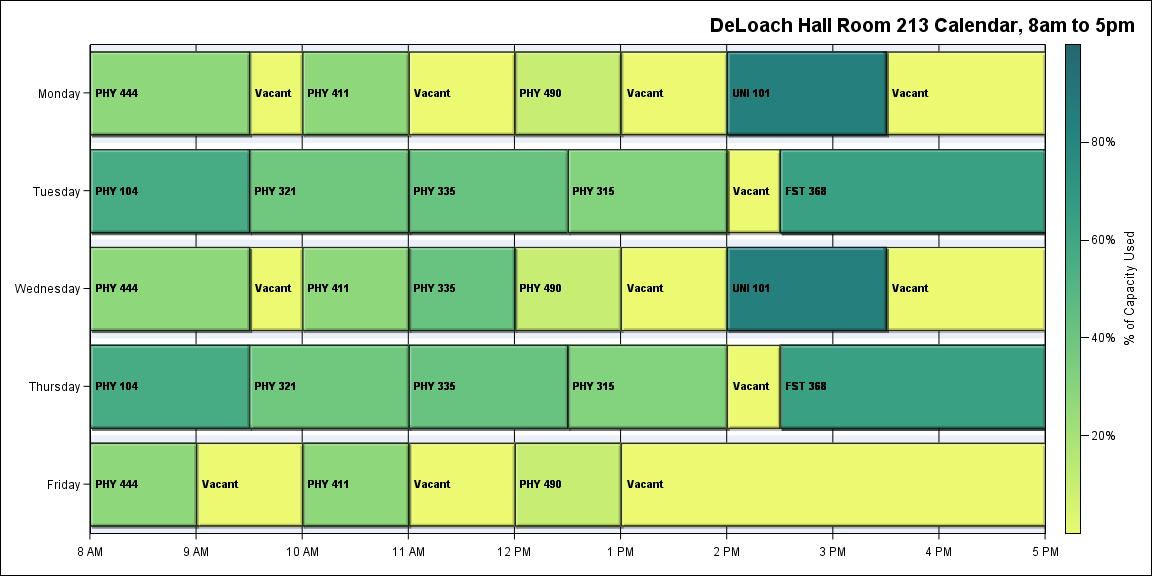 DeLoach Hall Room 213 Calendar, 8am to 5pm
Monday
PHY 444
Vacant
PHY 411
Vacant
PHY 490
Vacant
UNI 101
Vacant
Tuesday
PHY 104
PHY 321
PHY 335
PHY 315
Vacant
FST 368
Wednesday
PHY 444
Vacant
PHY 411
PHY 335
PHY 490
Vacant
UNI 101
Vacant
Thursday
PHY 104
PHY 321
PHY 335
PHY 315
Vacant
FST 368
Friday
PHY 444
Vacant
PHY 411
Vacant
PHY 490
Vacant
8 AM
9 AM
10 AM
11 AM
12 PM
1 PM
2 PM
3 PM
4 PM
5 PM
80%
60%
40%
20%
% of Capacity Used